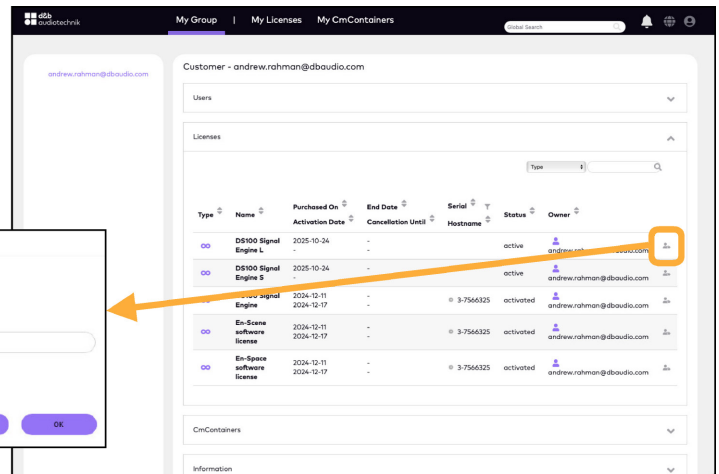 d&b
audiotechnik
My Group | My Licenses My CmContainers
Global Search
andrew.rahman@dbaudio.com
Customer - andrew.rahman@dbaudio.com
Users
Licenses
Type
Type Name Purchased On End Date Serial Status Owner
Activation Date Cancellation Until Hostname
DS100 Signal Engine L 2025-10-24 - active
- andrew.rahman@dbaudio.com
DS100 Signal Engine S 2025-10-24 - active
- - andrew.rahman@dbaudio.com
Signal Engine 2024-12-11 - 3-7566325 activated
2024-12-17 - andrew.rahman@dbaudio.com
En-Scene software license 2024-12-11 - 3-7566325 activated
2024-12-17 - andrew.rahman@dbaudio.com
En-Space software license 2024-12-11 - 3-7566325 activated
2024-12-17 - andrew.rahman@dbaudio.com
OK
CmContainers
Information